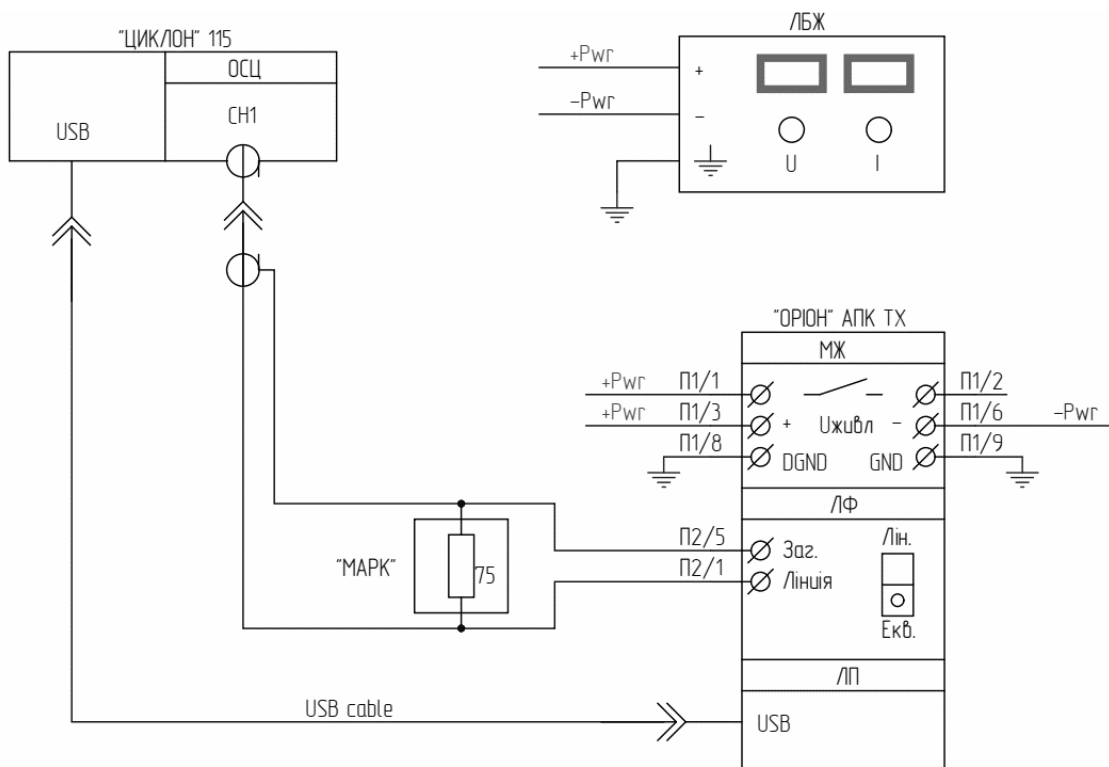 "ЦИКЛОН" 115
ОСЦ
USB
CH1
ЛБЖ
+Pwr
+
-Pwr
-
U
I
"ОРІОН" АПК ТХ
МЖ
+Pwr
П1/1
П1/2
+Pwr
П1/3
+
Uживл
-
П1/6
-Pwr
П1/8
DGND
GND
П1/9
ЛФ
П2/5
Заг.
Лін.
"МАРК"
75
П2/1
Лінція
Екв.
ЛП
USB cable
USB